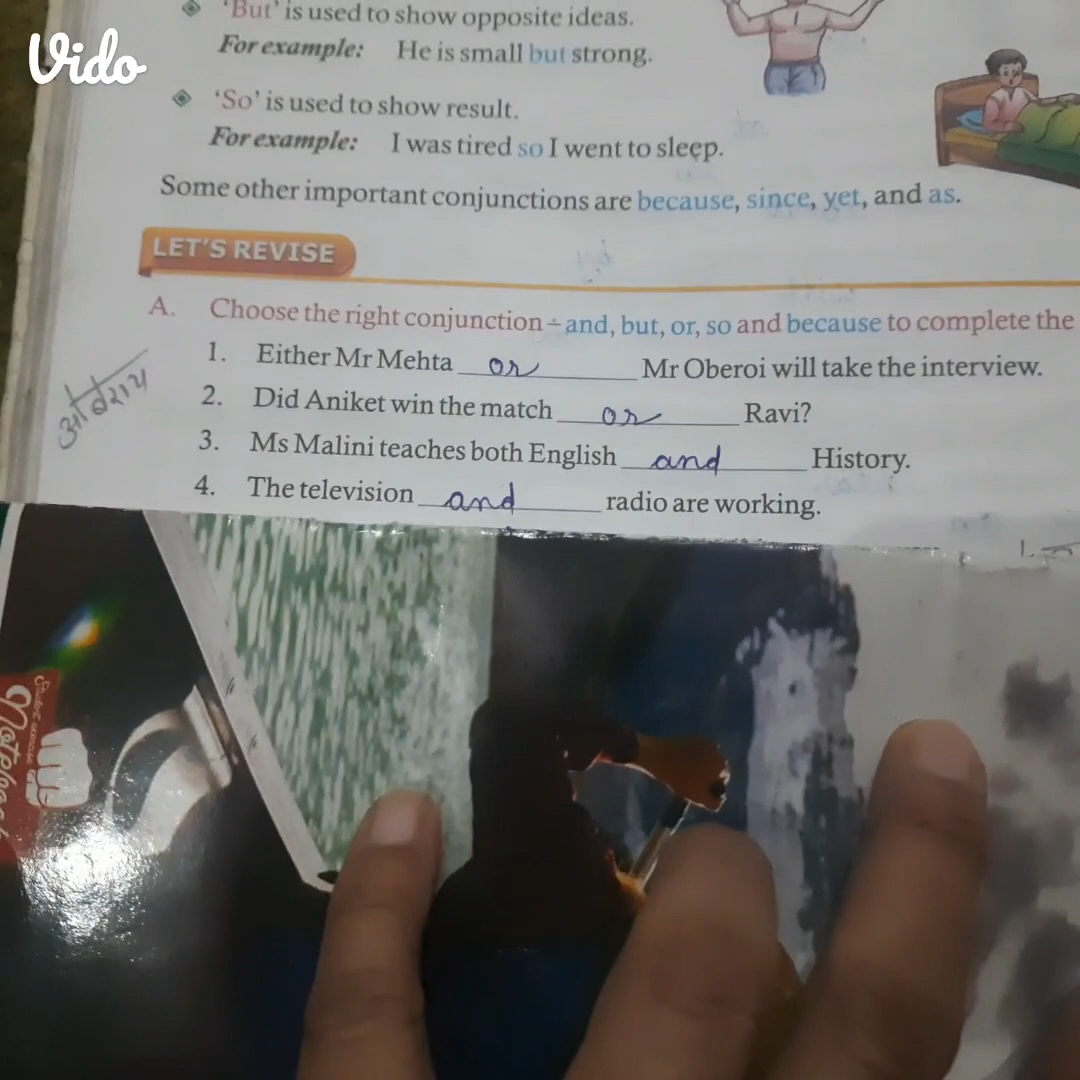 Vido
'But' is used to show opposite ideas.
For example: He is small but strong.
'So' is used to show result.
For example: I was tired so I went to sleep.
Some other important conjunctions are because, since, yet, and as.
LET'S REVISE
A. Choose the right conjunction – and, but, or, so and because to complete the
1. Either Mr Mehta or Mr Oberoi will take the interview.
ओबेराय
2. Did Aniket win the match or Ravi?
3. Ms Malini teaches both English and History.
4. The television and radio are working.